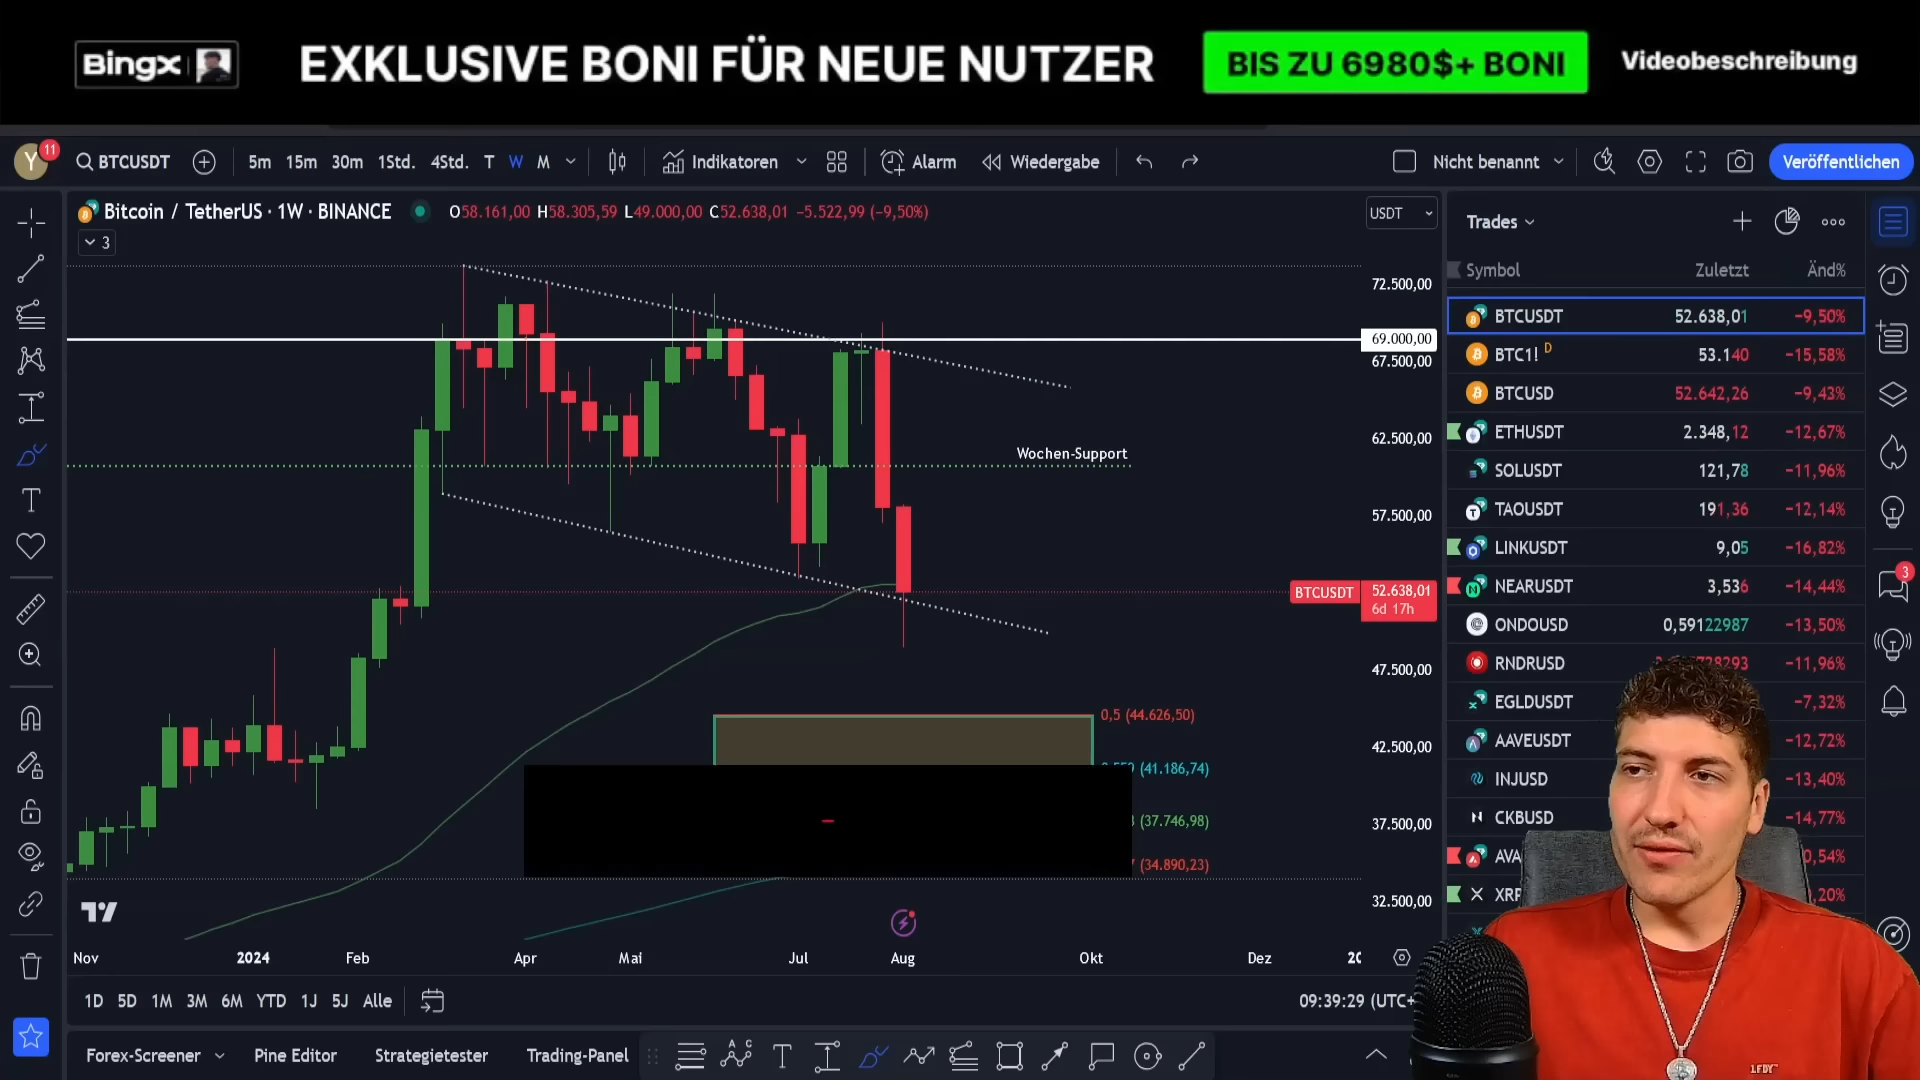 Bingx
EXKLUSIVE BONI FÜR NEUE NUTZER
BIS ZU 6980$+ BONI
Videobeschreibung
Y
11
BTCUSDT
5m 15m 30m 1Std. 4Std. T W M
Indikatoren
Alarm
Wiedergabe
Nicht benannt
Veröffentlichen
Bitcoin / TetherUS · 1W · BINANCE
O58.161,00 H58.305,59 L49.000,00 C52.638,01 −5.522,99 (−9,50%)
3
USDT
72.500,00
69.000,00
67.500,00
62.500,00
57.500,00
BTCUSDT 52.638,01
6d 17h
47.500,00
42.500,00
37.500,00
32.500,00
Wochen-Support
0,5 (44.626,50)
(41.186,74)
(37.746,98)
(34.890,23)
Nov 2024 Feb Apr Mai Jul Aug Okt Dez
1D 5D 1M 3M 6M YTD 1J 5J Alle
09:39:29 (UTC+
Forex-Screener
Pine Editor
Strategietester
Trading-Panel
Trades
Symbol Zuletzt Änd%
BTCUSDT 52.638,01 −9,50%
BTC1! D 53.140 −15,58%
BTCUSD 52.642,26 −9,43%
ETHUSDT 2.348,12 −12,67%
SOLUSDT 121,78 −11,96%
TAOUSDT 191,36 −12,14%
LINKUSDT 9,05 −16,82%
NEARUSDT 3,536 −14,44%
ONDOUSD 0,59122987 −13,50%
RNDRUSD −11,96%
EGLDUSDT −7,32%
AAVEUSDT −12,72%
INJUSD −13,40%
CKBUSD −14,77%
AVA 0,54%
XRP ,20%
3
LFDY